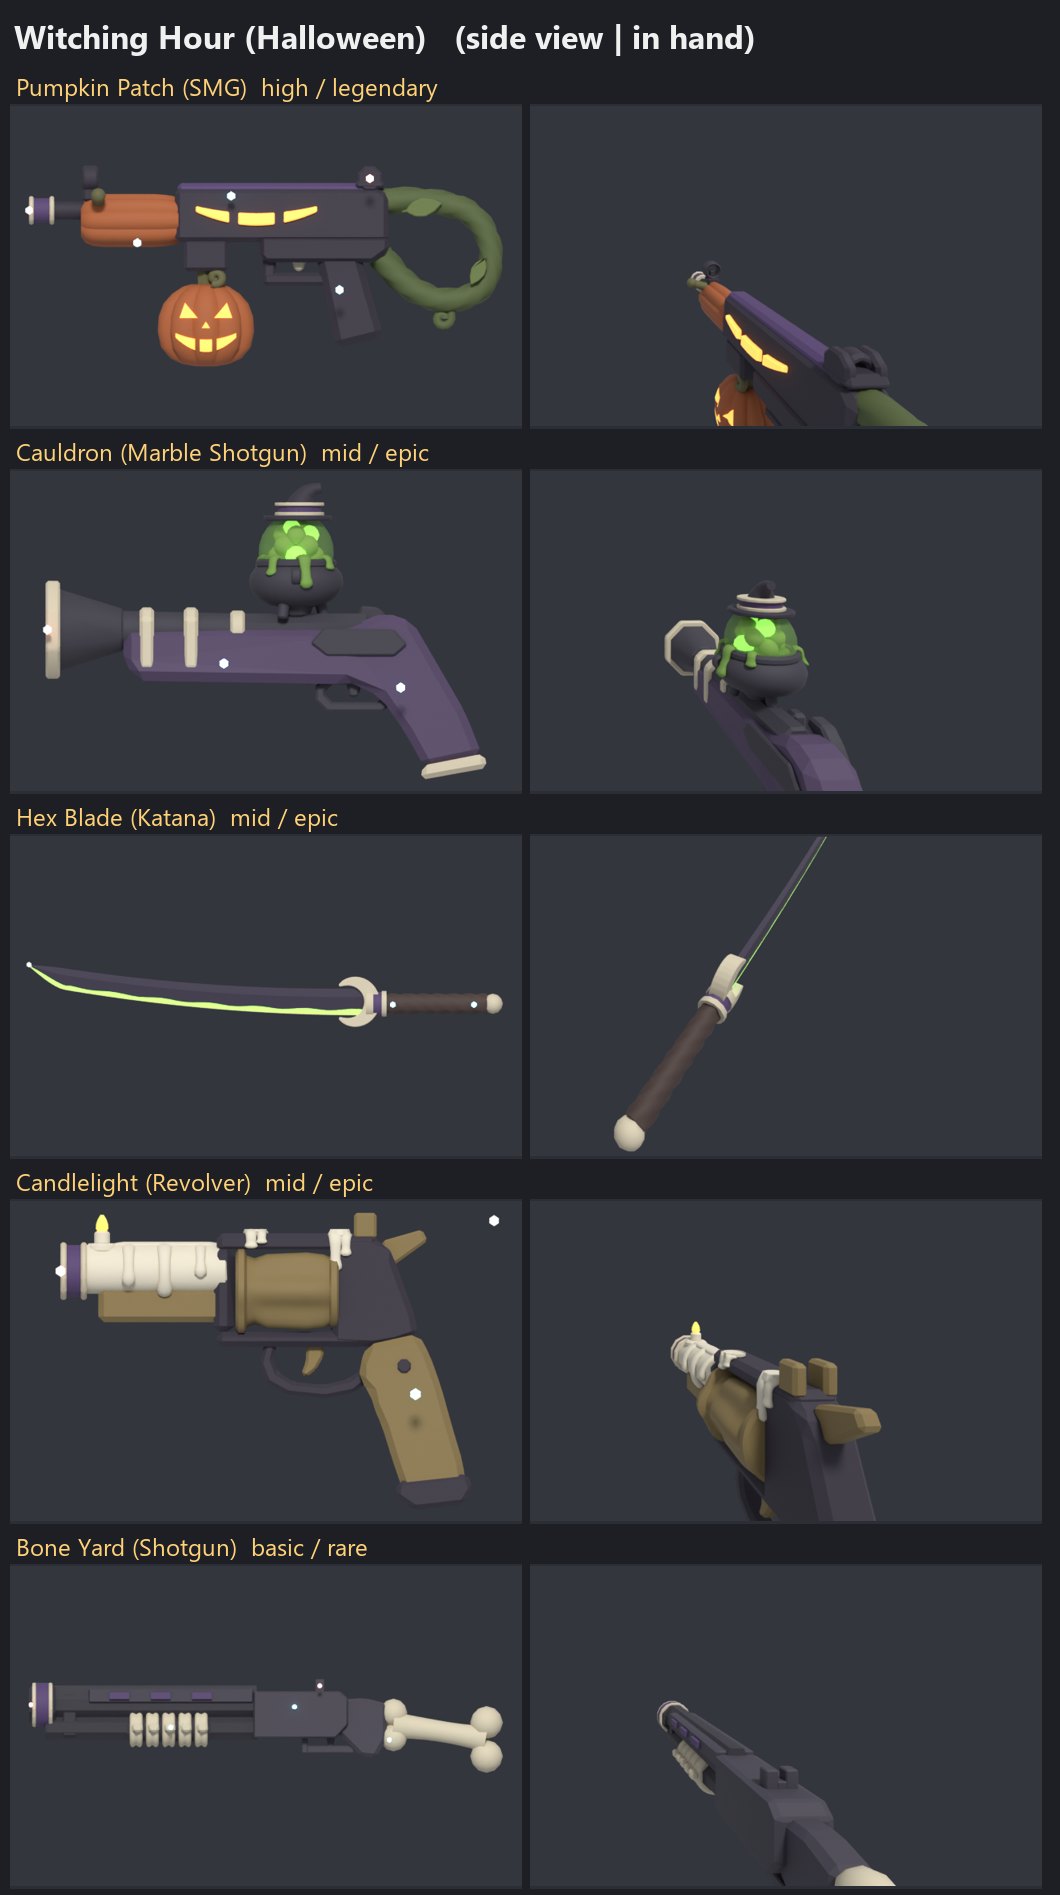 Witching Hour (Halloween) (side view | in hand)
Pumpkin Patch (SMG) high / legendary
Cauldron (Marble Shotgun) mid / epic
Hex Blade (Katana) mid / epic
Candlelight (Revolver) mid / epic
Bone Yard (Shotgun) basic / rare